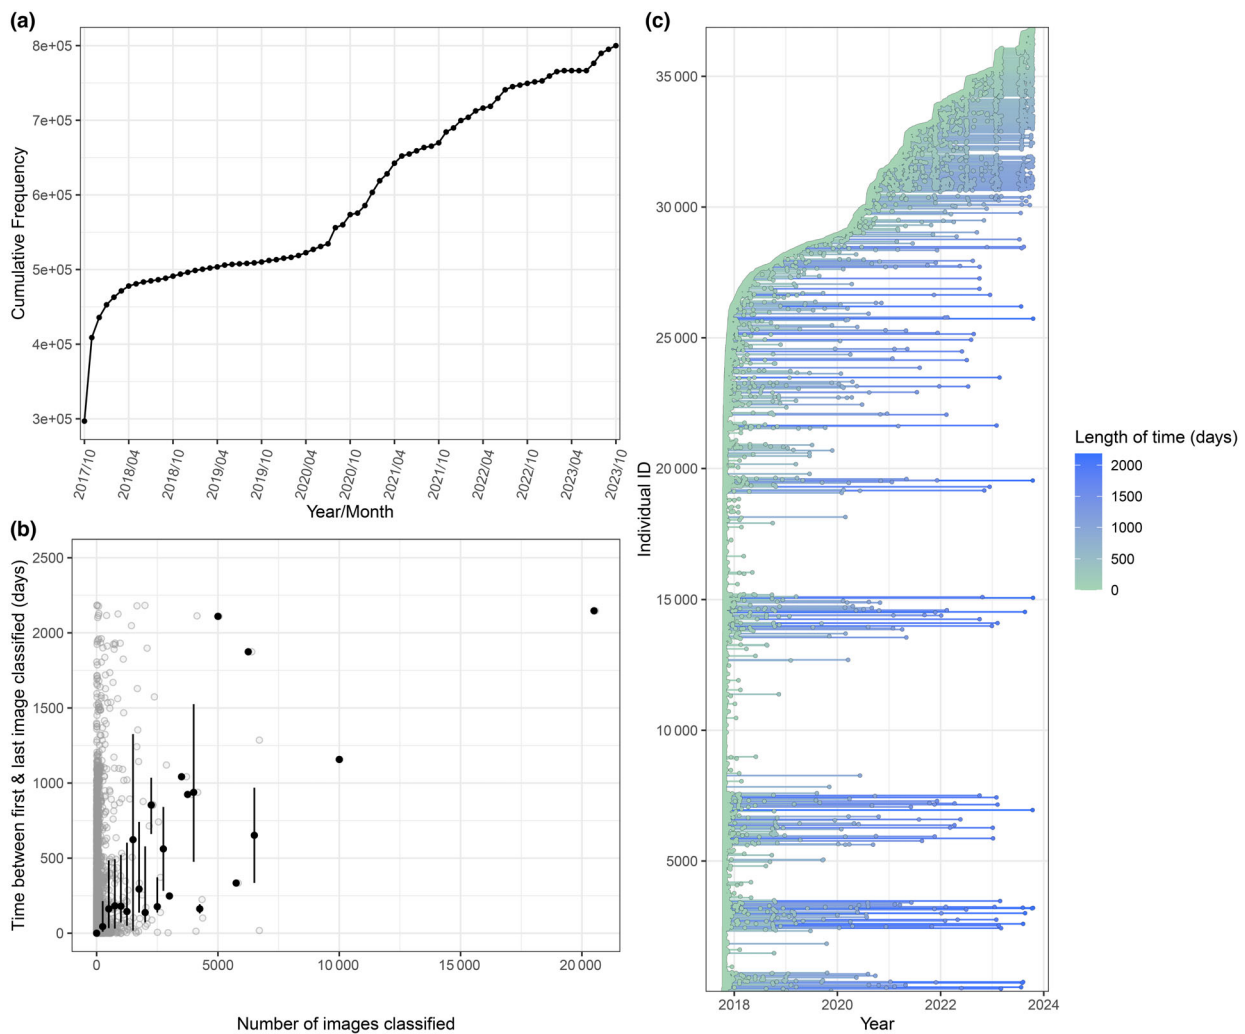 (a)
8e+05
7e+05
6e+05
5e+05
4e+05
3e+05
Cumulative Frequency
2017/10
2018/04
2018/10
2019/04
2019/10
2020/04
2020/10
2021/04
2021/10
2022/04
2022/10
2023/04
2023/10
Year/Month
(b)
2500
2000
1500
1000
500
0
Time between first & last image classified (days)
0
5000
10 000
15 000
20 000
Number of images classified
(c)
35 000
30 000
25 000
20 000
15 000
10 000
5000
Individual ID
2018
2020
2022
2024
Year
Length of time (days)
2000
1500
1000
500
0